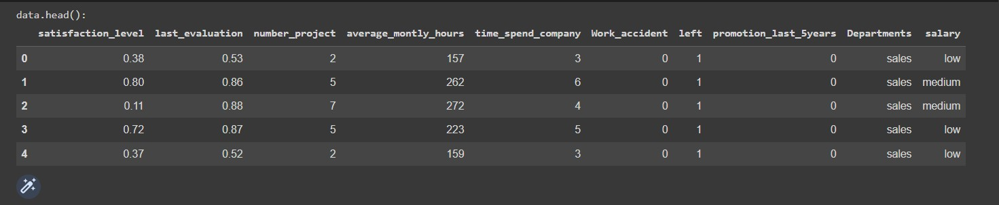 data.head():
satisfaction_level last_evaluation number_project average_montly_hours time_spend_company Work_accident left promotion_last_5years Departments salary
0 0.38 0.53 2 157 3 0 1 0 sales low
1 0.80 0.86 5 262 6 0 1 0 sales medium
2 0.11 0.88 7 272 4 0 1 0 sales medium
3 0.72 0.87 5 223 5 0 1 0 sales low
4 0.37 0.52 2 159 3 0 1 0 sales low